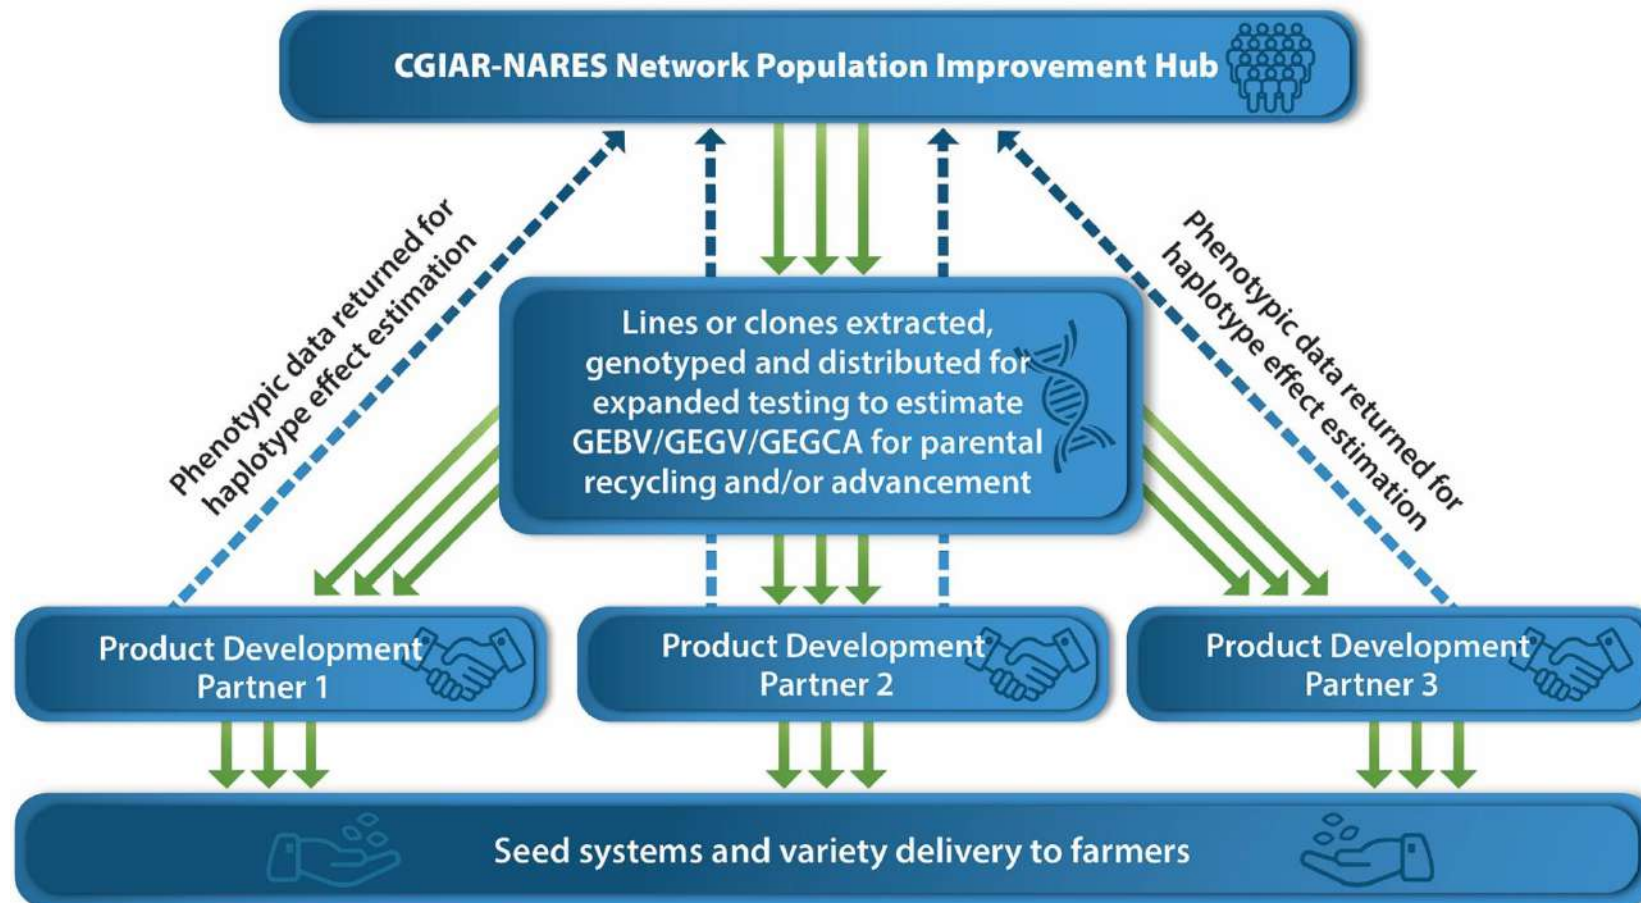 CGIAR-NARES Network Population Improvement Hub
Phenotypic data returned for
haplotype effect estimation
Phenotypic data returned for
haplotype effect estimation
Lines or clones extracted,
genotyped and distributed for
expanded testing to estimate
GEBV/GEGV/GEGCA for parental
recycling and/or advancement
Product Development
Partner 1
Product Development
Partner 2
Product Development
Partner 3
Seed systems and variety delivery to farmers